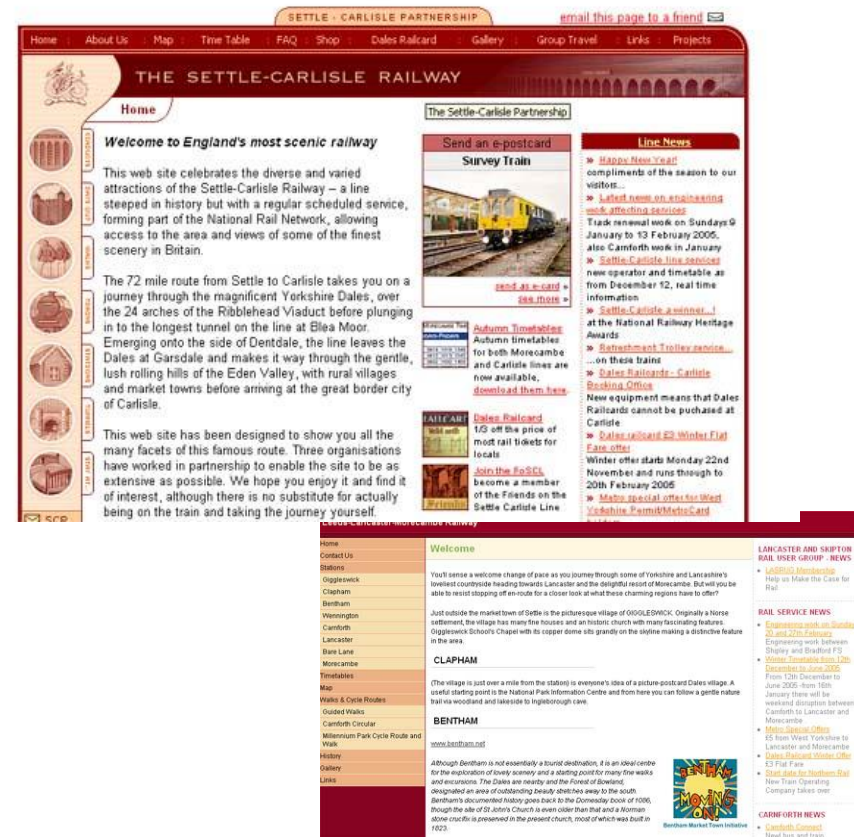 SETTLE - CARLISLE PARTNERSHIP
email this page to a friend
Home : About Us : Map : Time Table : FAQ : Shop : Dales Railcard : Gallery : Group Travel : Links : Projects
THE SETTLE-CARLISLE RAILWAY
Home
The Settle-Carlisle Partnership
Welcome to England's most scenic railway
This web site celebrates the diverse and varied
attractions of the Settle-Carlisle Railway – a line
steeped in history but with a regular scheduled service,
forming part of the National Rail Network, allowing
access to the area and views of some of the finest
scenery in Britain.
The 72 mile route from Settle to Carlisle takes you on a
journey through the magnificent Yorkshire Dales, over
the 24 arches of the Ribblehead Viaduct before plunging
in to the longest tunnel on the line at Blea Moor.
Emerging onto the side of Dentdale, the line leaves the
Dales at Garsdale and makes it way through the gentle,
lush rolling hills of the Eden Valley, with rural villages
and market towns before arriving at the great border city
of Carlisle.
This web site has been designed to show you all the
many facets of this famous route. Three organisations
have worked in partnership to enable the site to be as
extensive as possible. We hope you enjoy it and find it
of interest, although there is no substitute for actually
being on the train and taking the journey yourself.
SCP
Send an e-postcard
Survey Train
send as e-card »
see more »
Autumn Timetables
Autumn timetables
for both Morecambe
and Carlisle lines are
now available,
download them here.
Dales Railcard
1/3 off the price of
most rail tickets for
locals
Join the FoSCL
become a member
of the Friends on the
Settle Carlisle Line
Line News
» Happy New Year!
compliments of the season to our
visitors...
» Latest news on engineering
work affecting services
Track renewal work on Sundays 9
January to 13 February 2005,
also Carnforth work in January
» Settle-Carlisle line services
new operator and timetable as
from December 12, real time
information
» Settle-Carlisle a winner...!
at the National Railway Heritage
Awards
» Refreshment Trolley service...
...on these trains
» Dales Railcards - Carlisle
Booking Office
New equipment means that Dales
Railcards cannot be puchased at
Carlisle
» Dales railcard £3 Winter Flat
Fare offer
Winter offer starts Monday 22nd
November and runs through to
20th February 2005
» Metro special offer for West
Yorkshire Permit/MetroCard
Leeds-Lancaster-Morecambe Railway
Home
Contact Us
Stations
Giggleswick
Clapham
Bentham
Wennington
Carnforth
Lancaster
Bare Lane
Morecambe
Timetables
Map
Walks & Cycle Routes
Guided Walks
Carnforth Circular
Millennium Park Cycle Route and
Walk
History
Gallery
Links
Welcome
You'll sense a welcome change of pace as you journey through some of Yorkshire and Lancashire's
loveliest countryside heading towards Lancaster and the delightful resort of Morecambe. But will you be
able to resist stopping off en-route for a closer look at what these charming regions have to offer?
Just outside the market town of Settle is the picturesque village of GIGGLESWICK. Originally a Norse
settlement, the village has many fine houses and an historic church with many fascinating features.
Giggleswick School's Chapel with its copper dome sits grandly on the skyline making a distinctive feature
in the area.
CLAPHAM
(The village is just over a mile from the station) is everyone's idea of a picture-postcard Dales village. A
useful starting point is the National Park Information Centre and from here you can follow a gentle nature
trail via woodland and lakeside to Ingleborough cave.
BENTHAM
www.bentham.net
Although Bentham is not essentially a tourist destination, it is an ideal centre
for the exploration of lovely scenery and a starting point for many fine walks
and excursions. The Dales are nearby and the Forest of Bowland,
designated an area of outstanding beauty stretches away to the south.
Bentham's documented history goes back to the Domesday book of 1086,
though the site of St John's Church is even older than that and a Norman
stone crucifix is preserved in the present church, most of which was built in
1823.
BENTHAM
MOVING
ON!
Bentham Market Town Initiative
LANCASTER AND SKIPTON
RAIL USER GROUP - NEWS
LASRUG Membership
Help us Make the Case for
Rail
RAIL SERVICE NEWS
Engineering work on Sunday
20 and 27th February
Engineering work between
Shipley and Bradford FS
Winter Timetable from 12th
December to June 2005
From 12th December to
June 2005 -from 16th
January there will be
weekend disruption between
Carnforth to Lancaster and
Morecambe
Metro Special Offers
£5 from West Yorkshire to
Lancaster and Morecambe
Dales Railcard Winter Offer
£3 Flat Fare
Start date for Northern Rail
New Train Operating
Company takes over
CARNFORTH NEWS
Carnforth Connect
New! bus and train